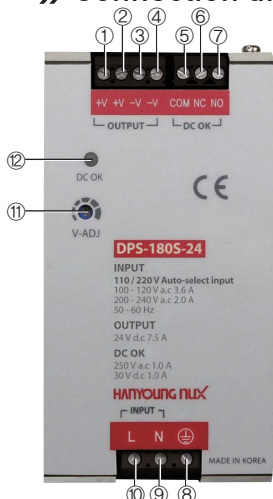 ① ② ③ ④ ⑤ ⑥ ⑦
+V +V -V -V COM NC NO
OUTPUT DC OK
⑫
DC OK
⑪
V-ADJ
DPS-180S-24
INPUT
110 / 220 V Auto-select input
100 - 120 V a.c 3.6 A
200 - 240 V a.c 2.0 A
50 - 60 Hz
OUTPUT
24 V d.c 7.5 A
DC OK
250 V a.c 1.0 A
30 V d.c 1.0 A
HANYOUNG NUX
INPUT
L N
MADE IN KOREA
⑩ ⑨ ⑧